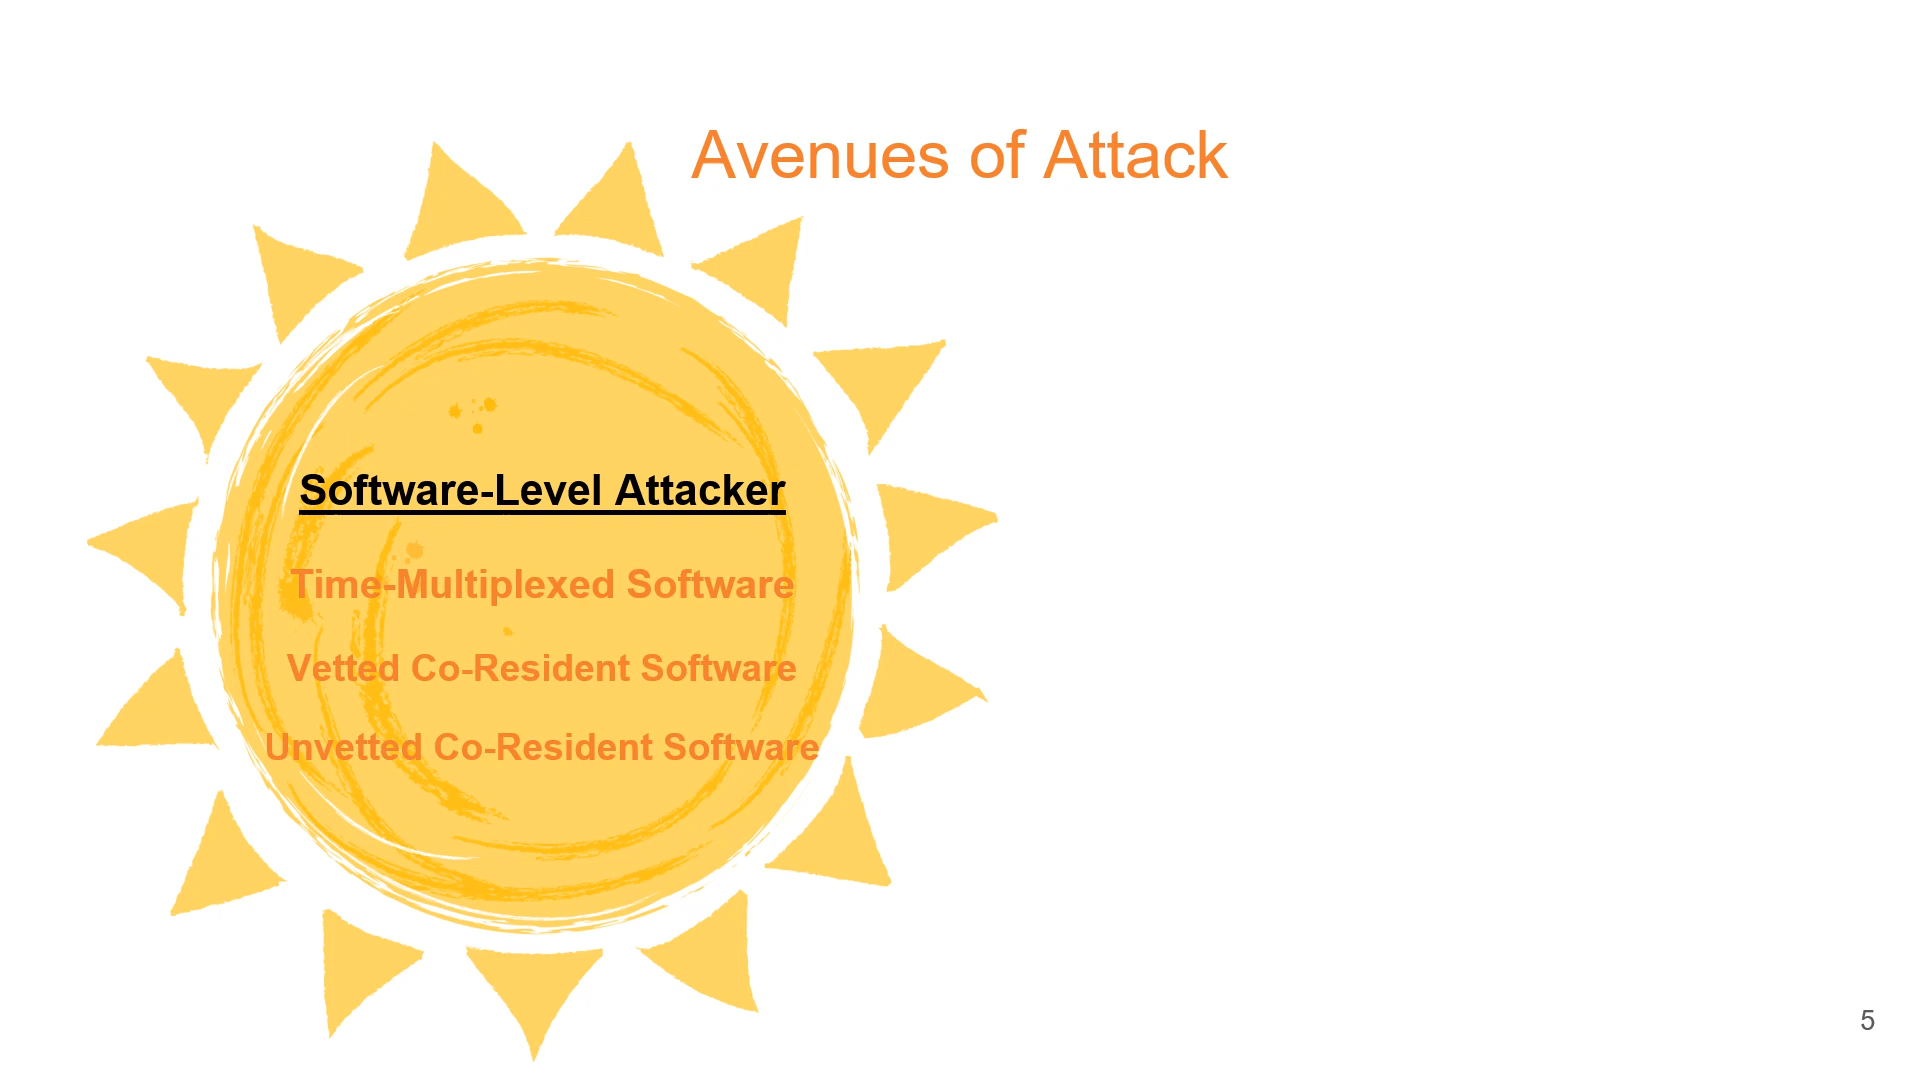 Avenues of Attack
Software-Level Attacker
Time-Multiplexed Software
Vetted Co-Resident Software
Unvetted Co-Resident Software
5